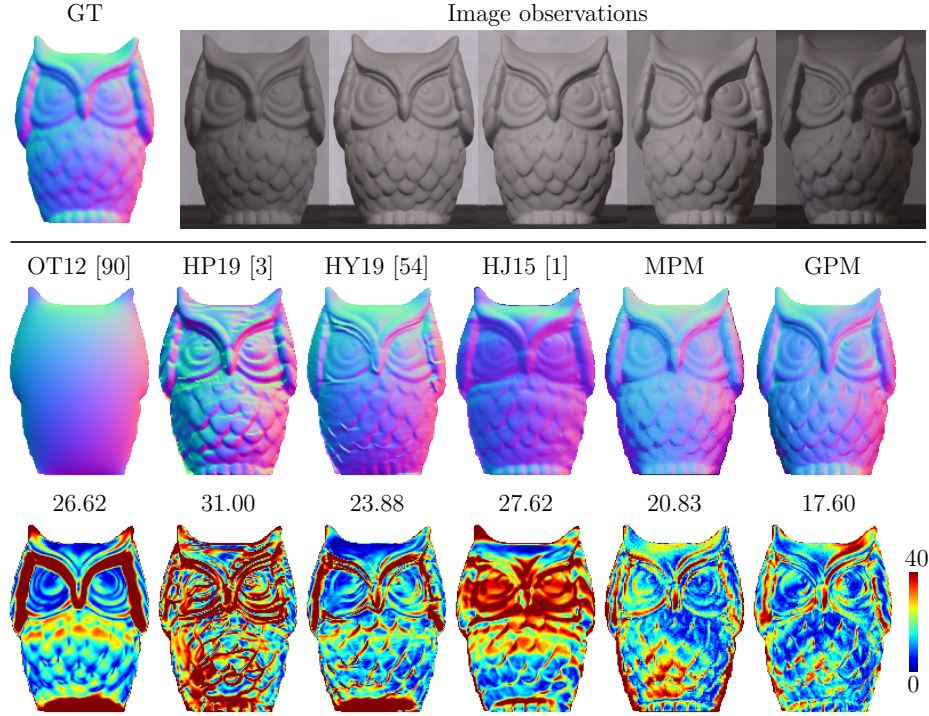 GT
Image observations
OT12 [90]
HP19 [3]
HY19 [54]
HJ15 [1]
MPM
GPM
26.62
31.00
23.88
27.62
20.83
17.60
40
0